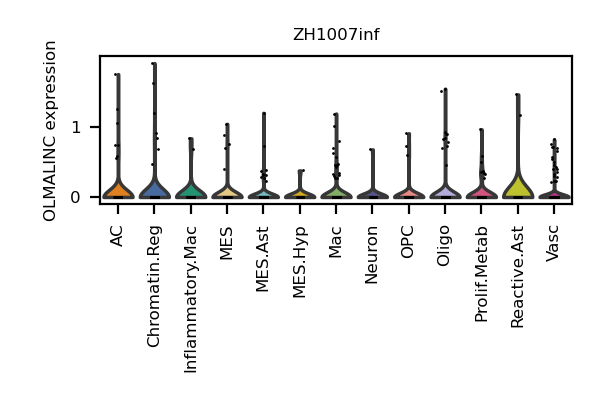 ZH1007inf
OLMALINC expression
1
0
AC
Chromatin.Reg
Inflammatory.Mac
MES
MES.Ast
MES.Hyp
Mac
Neuron
OPC
Oligo
Prolif.Metab
Reactive.Ast
Vasc